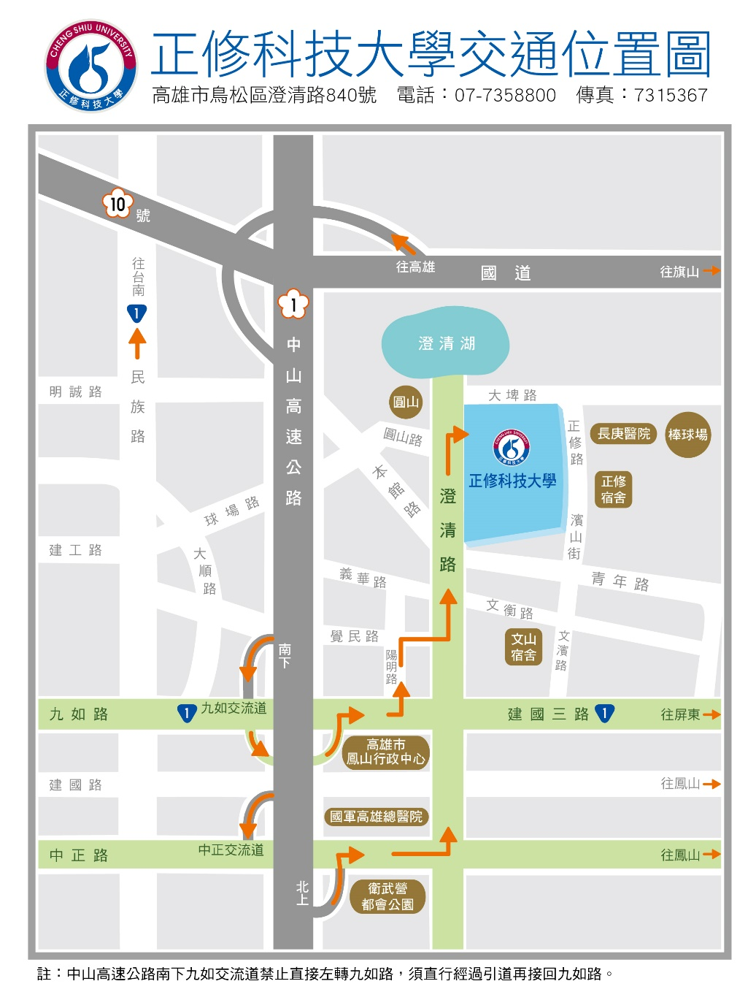 CHENG SHIU UNIVERSITY
正修科技大學
正修科技大學交通位置圖
高雄市鳥松區澄清路840號 電話：07-7358800 傳真：7315367
10
號
往台南
1
往高雄
國道
往旗山
1
中山高速公路
澄清湖
民族路
明誠路
圓山
大埤路
圓山路
正修路
長庚醫院
棒球場
CHENG SHIU UNIVERSITY
正修科技大學
正修科技大學
本館路
正修
宿舍
球場路
澄清路
濱山街
建工路
大順路
義華路
青年路
文衡路
覺民路
文山
宿舍
文濱路
南下
陽明路
九如路
1
九如交流道
建國三路
1
往屏東
高雄市
鳳山行政中心
建國路
往鳳山
國軍高雄總醫院
中正路
中正交流道
往鳳山
北上
衛武營
都會公園
註：中山高速公路南下九如交流道禁止直接左轉九如路，須直行經過引道再接回九如路。